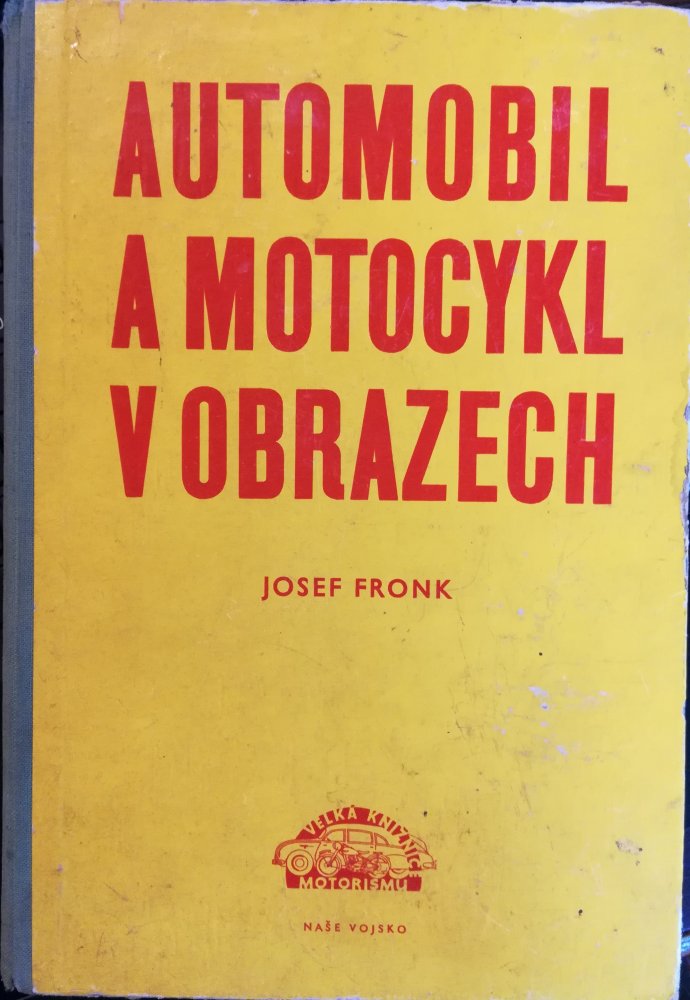 AUTOMOBIL
A MOTOCYKL
V OBRAZECH
JOSEF FRONK
VELKÁ KNIŽNICE
MOTORISMU
NAŠE VOJSKO